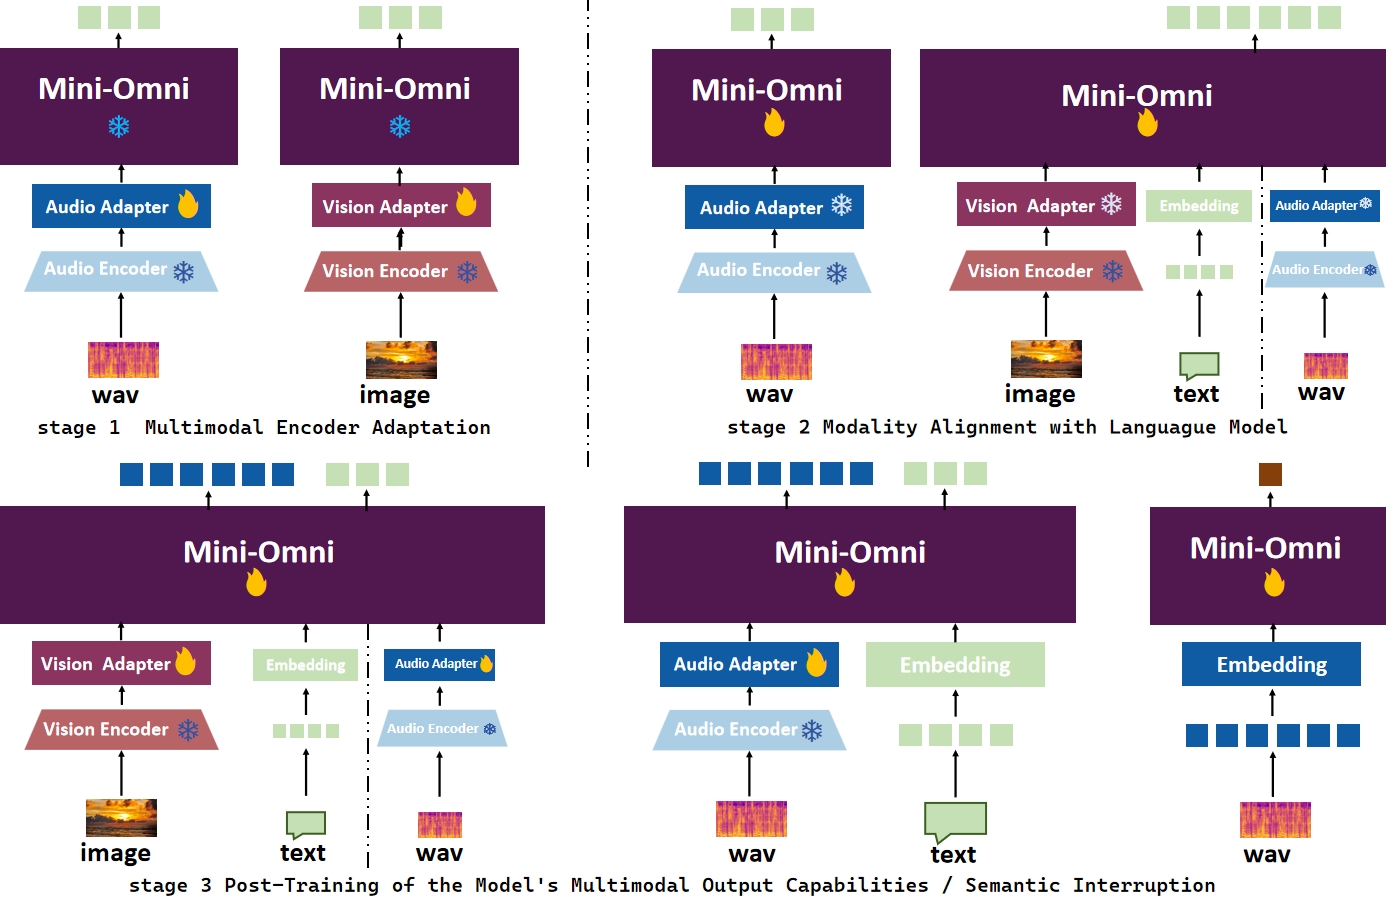 Mini-Omni
Audio Adapter
Audio Encoder
wav
Mini-Omni
Vision Adapter
Vision Encoder
image
stage 1 Multimodal Encoder Adaptation
Mini-Omni
Audio Adapter
Audio Encoder
wav
Mini-Omni
Vision Adapter
Vision Encoder
image
Embedding
text
Audio Adapter
Audio Encoder
wav
stage 2 Modality Alignment with Languague Model
Mini-Omni
Vision Adapter
Vision Encoder
image
Embedding
text
Audio Adapter
Audio Encoder
wav
Mini-Omni
Audio Adapter
Audio Encoder
wav
Embedding
text
Mini-Omni
Embedding
wav
stage 3 Post-Training of the Model's Multimodal Output Capabilities / Semantic Interruption